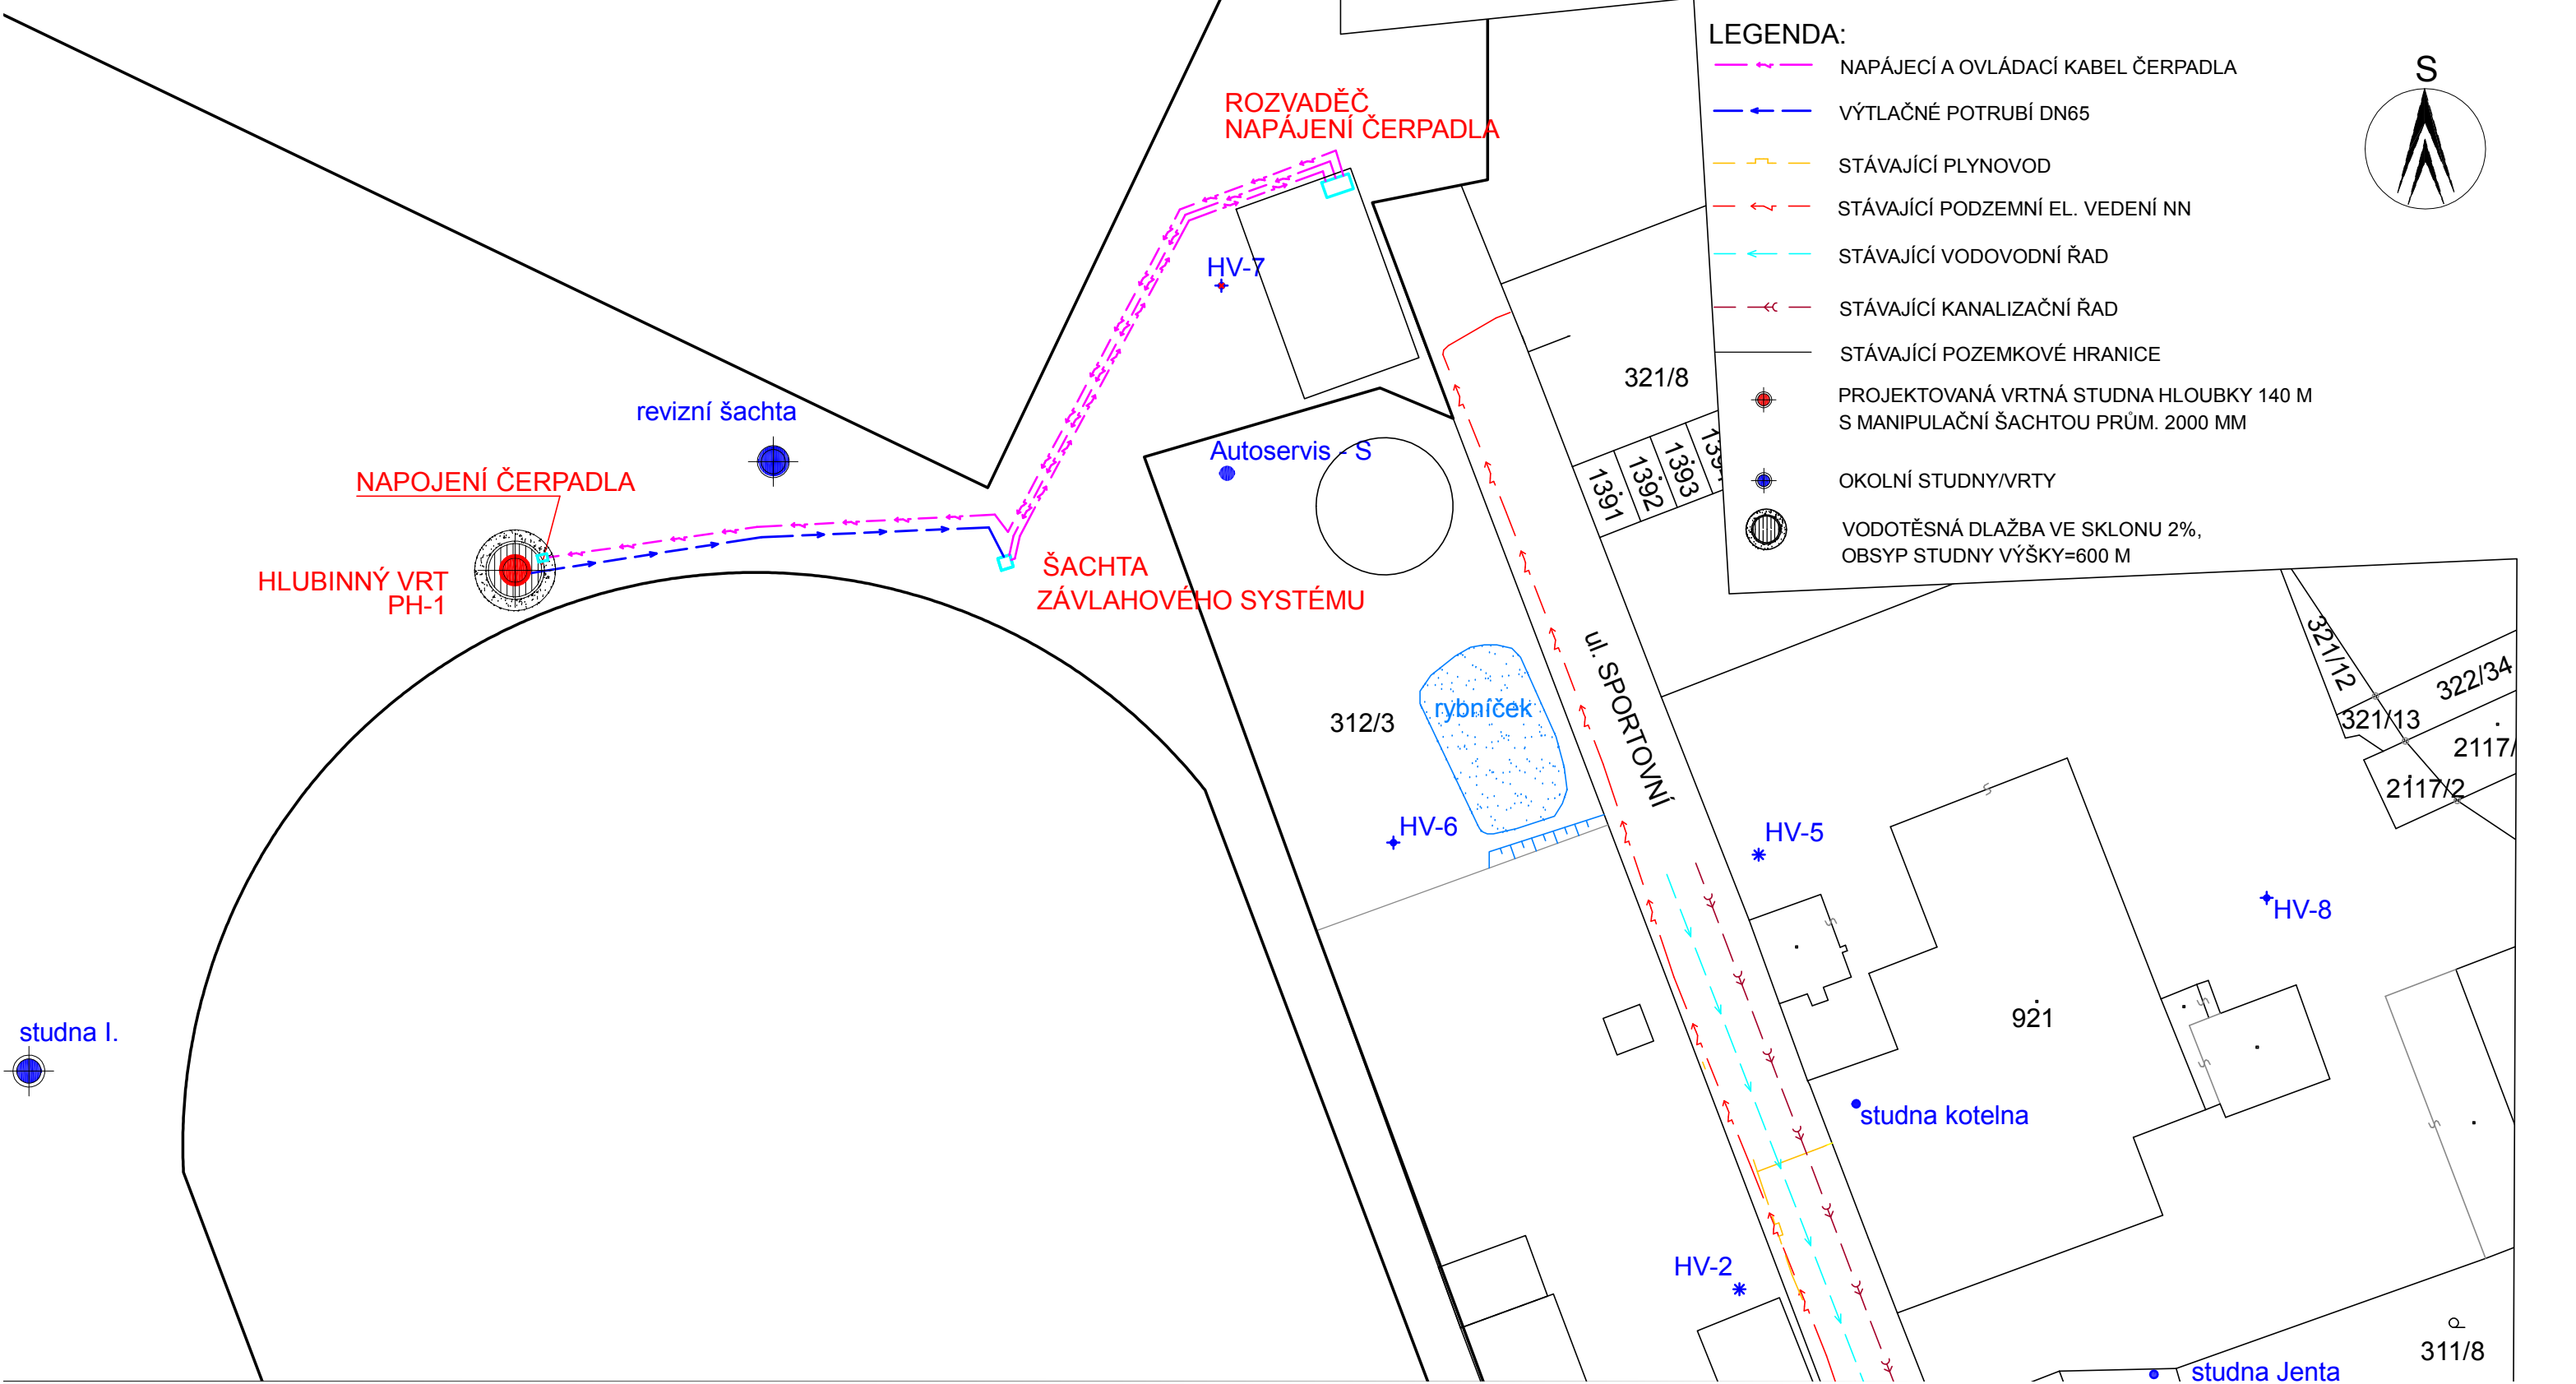 LEGENDA:
S
NAPÁJECÍ A OVLÁDACÍ KABEL ČERPADLA
VÝTLAČNÉ POTRUBÍ DN65
STÁVAJÍCÍ PLYNOVOD
STÁVAJÍCÍ PODZEMNÍ EL. VEDENÍ NN
STÁVAJÍCÍ VODOVODNÍ ŘAD
STÁVAJÍCÍ KANALIZAČNÍ ŘAD
STÁVAJÍCÍ POZEMKOVÉ HRANICE
PROJEKTOVANÁ VRTNÁ STUDNA HLOUBKY 140 M
S MANIPULAČNÍ ŠACHTOU PRŮM. 2000 MM
OKOLNÍ STUDNY/VRTY
VODOTĚSNÁ DLAŽBA VE SKLONU 2%,
OBSYP STUDNY VÝŠKY=600 M
ROZVADĚČ
NAPÁJENÍ ČERPADLA
HV-7
321/8
revizní šachta
Autoservis - S
1391
1392
1393
NAPOJENÍ ČERPADLA
HLUBINNÝ VRT
PH-1
ŠACHTA
ZÁVLAHOVÉHO SYSTÉMU
ul. SPORTOVNÍ
rybníček
312/3
321/12
322/34
321/13
2117/
2117/2
HV-6
HV-5
HV-8
921
studna I.
studna kotelna
HV-2
311/8
studna Jenta